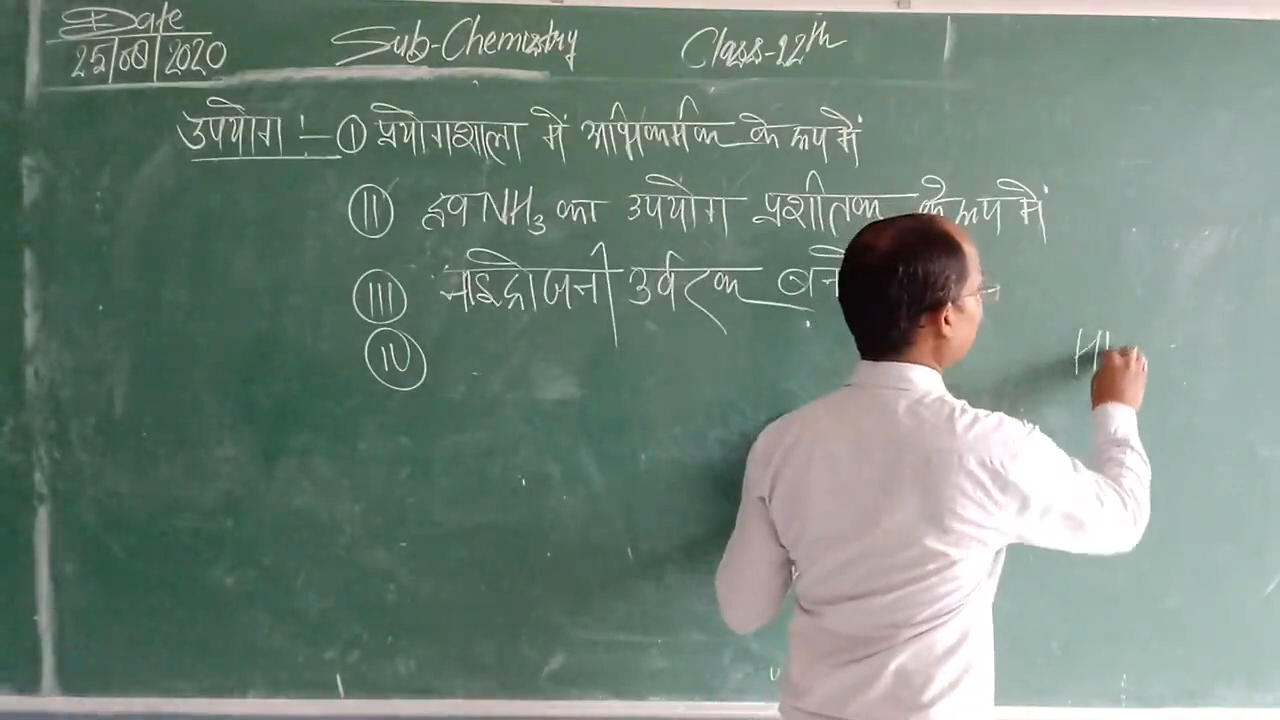 Date
25/08/2020 Sub-Chemistry Class-12th
उपयोग :- ① प्रयोगशाला में अभिकर्मक के रूप में
II द्रव NH3 का उपयोग प्रशीतक के रूप में
III नाइट्रोजनी उर्वरक
IV